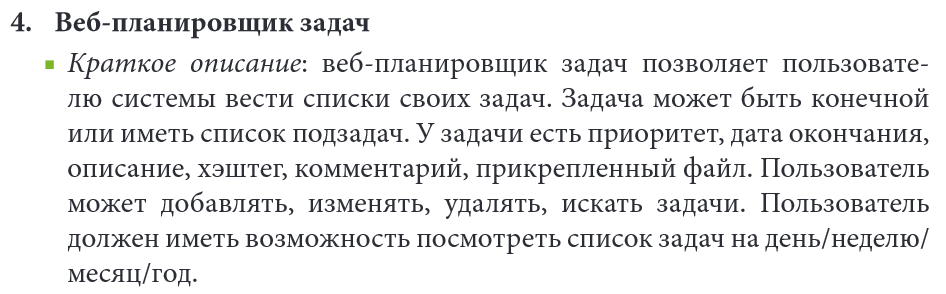 4. Веб-планировщик задач
▪ Краткое описание: веб-планировщик задач позволяет пользовате-
лю системы вести списки своих задач. Задача может быть конечной
или иметь список подзадач. У задачи есть приоритет, дата окончания,
описание, хэштег, комментарий, прикрепленный файл. Пользователь
может добавлять, изменять, удалять, искать задачи. Пользователь
должен иметь возможность посмотреть список задач на день/неделю/
месяц/год.